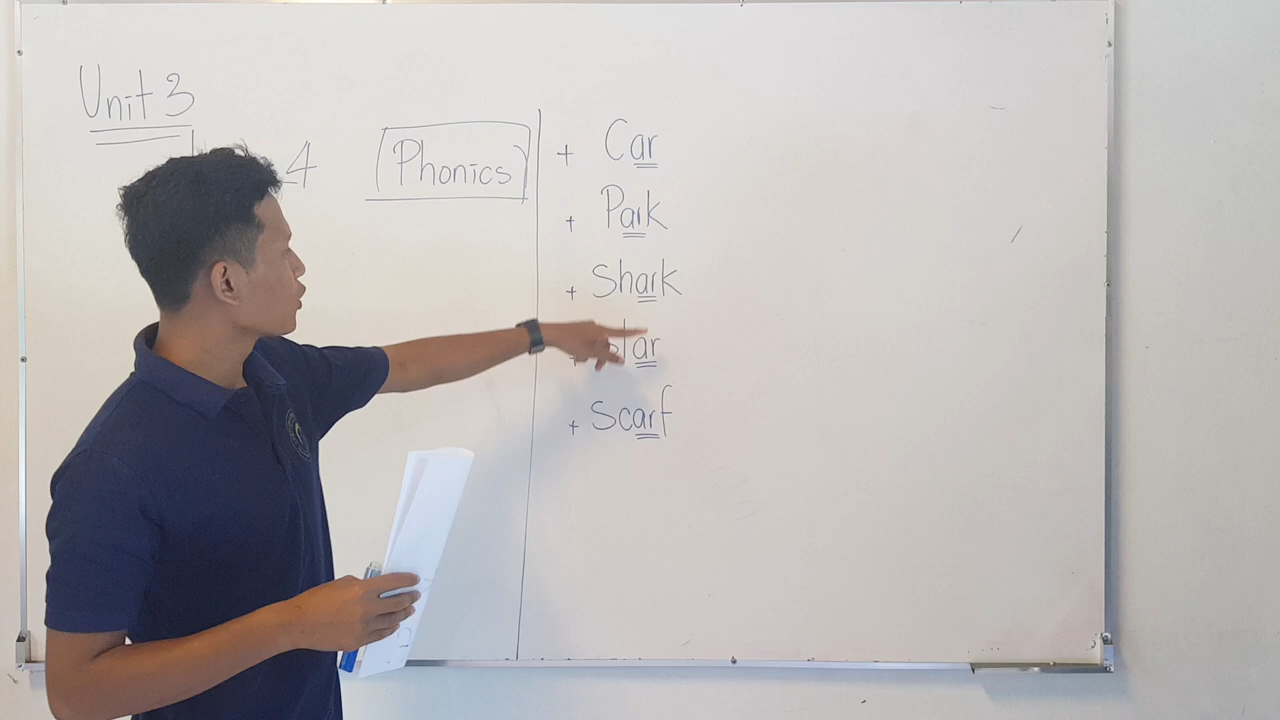 Unit 3
4
Phonics
+ Car
+ Park
+ Shark
+ Scarf